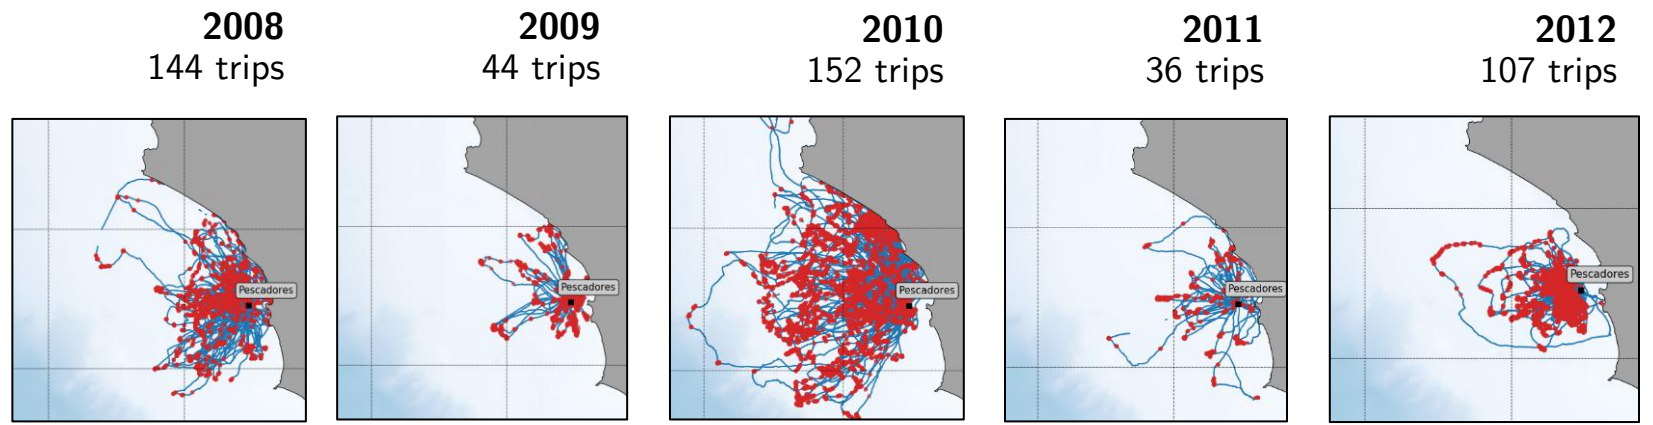 2008
144 trips
2009
44 trips
2010
152 trips
2011
36 trips
2012
107 trips
Pescadores
Pescadores
Pescadores
Pescadores
Pescadores